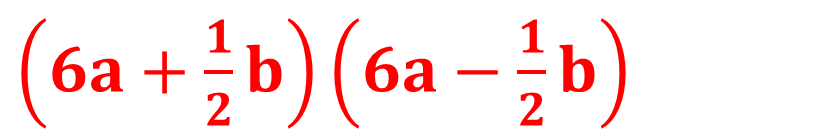 (6a + 1/2 b)(6a − 1/2 b)